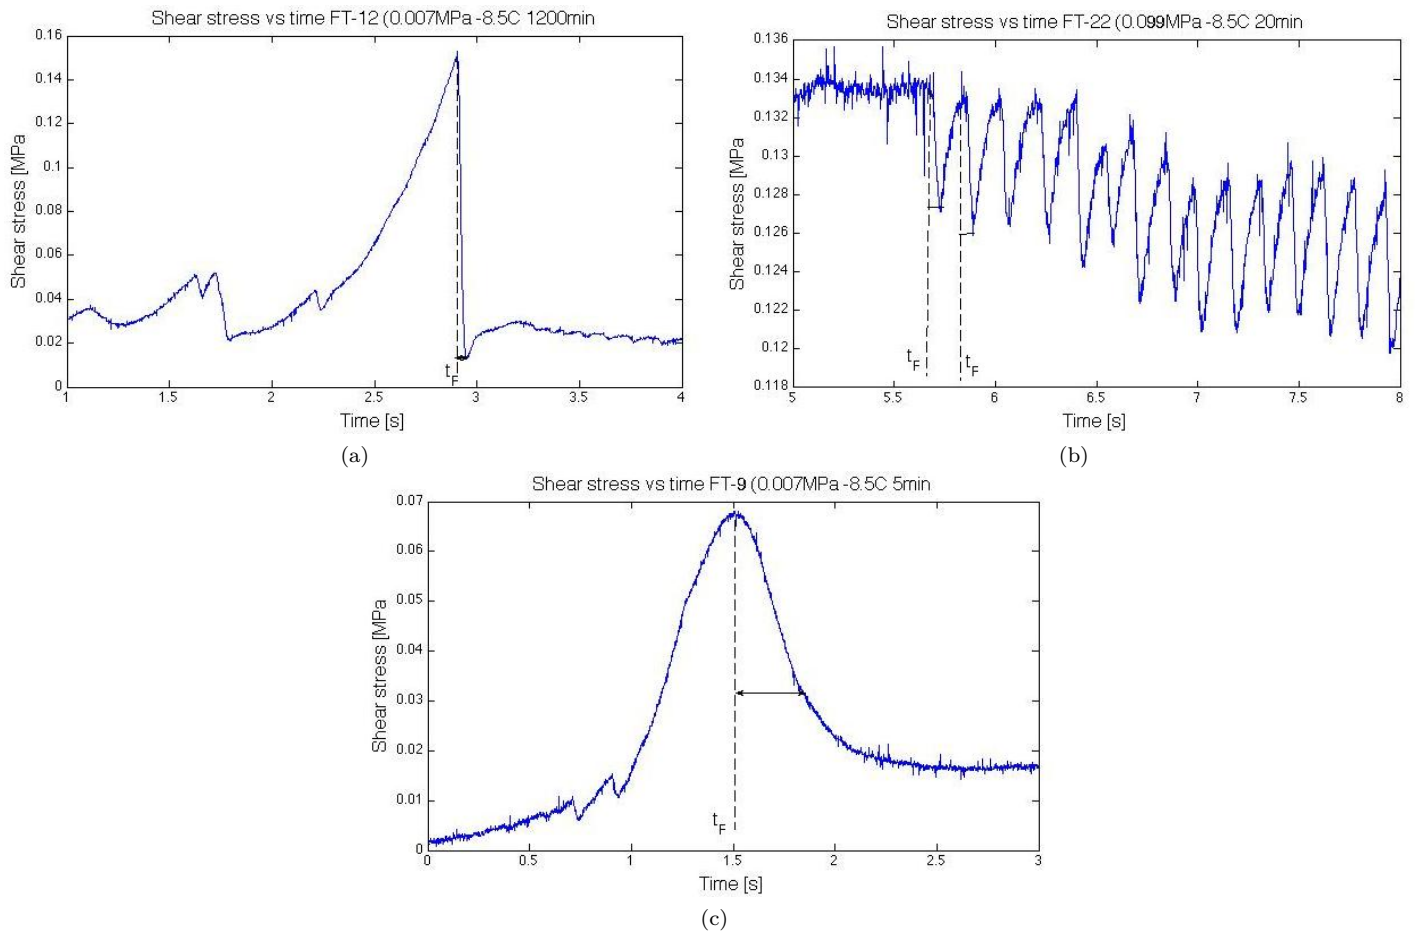 Shear stress vs time FT-12 (0.007MPa -8.5C 1200min
0.16
0.14
0.12
0.1
0.08
0.06
0.04
0.02
0
Shear stress [MPa
t_F
1 1.5 2 2.5 3 3.5 4
Time [s]
(a)
Shear stress vs time FT-22 (0.099MPa -8.5C 20min
0.136
0.134
0.132
0.13
0.128
0.126
0.124
0.122
0.12
0.118
Shear stress [MPa
t_F t_F
5 5.5 6 6.5 7 7.5 8
Time [s]
(b)
Shear stress vs time FT-9 (0.007MPa -8.5C 5min
0.07
0.06
0.05
0.04
0.03
0.02
0.01
0
Shear stress [MPa
t_F
0 0.5 1 1.5 2 2.5 3
Time [s]
(c)